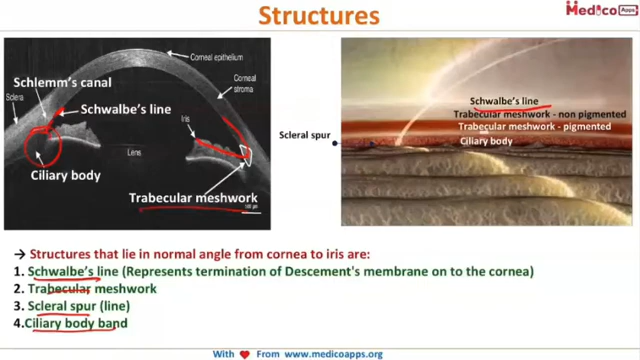 Structures
Medico Apps
Corneal epithelium
Schlemm's canal
Corneal
stroma
Sclera
Schwalbe's line
Iris
Lens
Ciliary body
Trabecular meshwork
Scleral spur
Schwalbe's line
Trabecular meshwork - non pigmented
Trabecular meshwork - pigmented
Ciliary body
→ Structures that lie in normal angle from cornea to iris are:
1. Schwalbe's line (Represents termination of Descement's membrane on to the cornea)
2. Trabecular meshwork
3. Scleral spur (line)
4.Ciliary body band
With ♥ From www.medicoapps.org